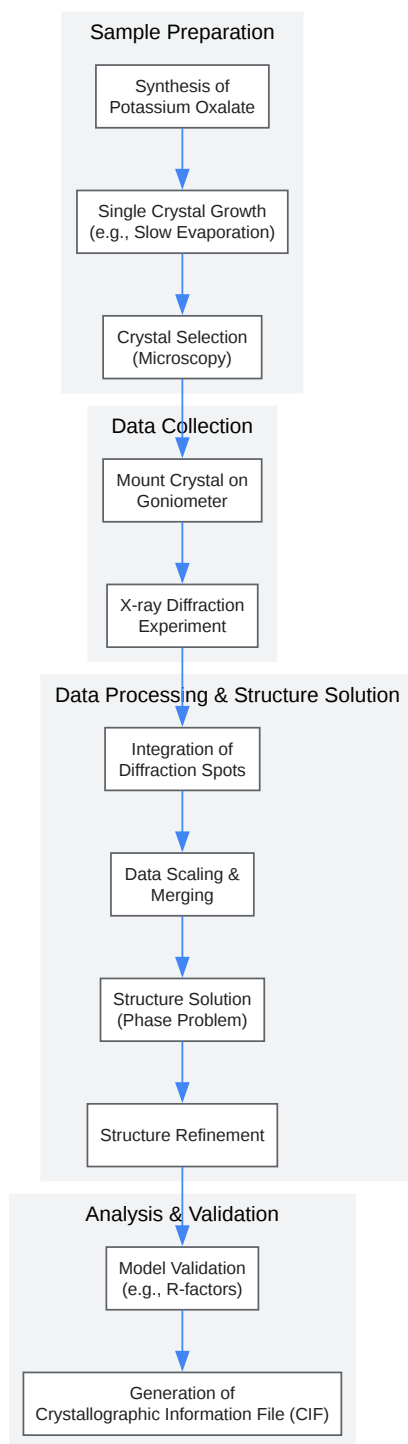 Sample Preparation
Synthesis of
Potassium Oxalate
Single Crystal Growth
(e.g., Slow Evaporation)
Crystal Selection
(Microscopy)
Data Collection
Mount Crystal on
Goniometer
X-ray Diffraction
Experiment
Data Processing & Structure Solution
Integration of
Diffraction Spots
Data Scaling &
Merging
Structure Solution
(Phase Problem)
Structure Refinement
Analysis & Validation
Model Validation
(e.g., R-factors)
Generation of
Crystallographic Information File (CIF)